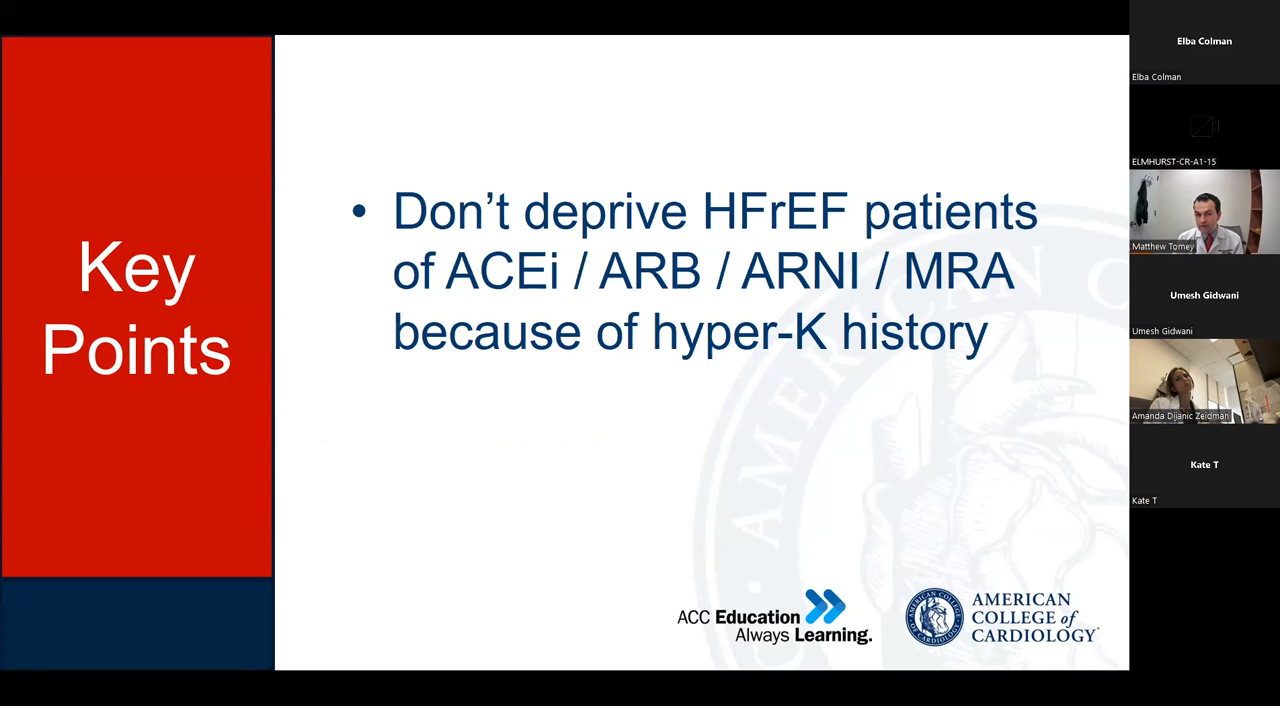 Key
Points
• Don’t deprive HFrEF patients
of ACEi / ARB / ARNI / MRA
because of hyper-K history
ACC Education
Always Learning.
AMERICAN
COLLEGE of
CARDIOLOGY
AMERICAN C
Elba Colman
Elba Colman
ELMHURST-CR-A1-15
Matthew Tomey
Umesh Gidwani
Umesh Gidwani
Amanda Dijanic Zeidman
Kate T
Kate T